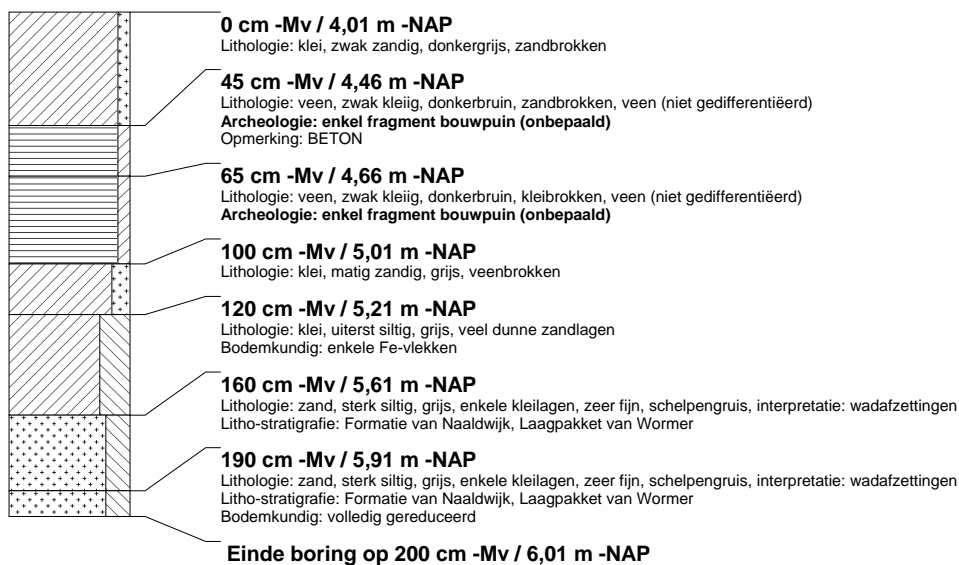 0 cm -Mv / 4,01 m -NAP
Lithologie: klei, zwak zandig, donkergrijs, zandbrokken
45 cm -Mv / 4,46 m -NAP
Lithologie: veen, zwak kleiig, donkerbruin, zandbrokken, veen (niet gedifferentiëerd)
Archeologie: enkel fragment bouwpuin (onbepaald)
Opmerking: BETON
65 cm -Mv / 4,66 m -NAP
Lithologie: veen, zwak kleiig, donkerbruin, kleibrokken, veen (niet gedifferentiëerd)
Archeologie: enkel fragment bouwpuin (onbepaald)
100 cm -Mv / 5,01 m -NAP
Lithologie: klei, matig zandig, grijs, veenbrokken
120 cm -Mv / 5,21 m -NAP
Lithologie: klei, uiterst siltig, grijs, veel dunne zandlagen
Bodemkundig: enkele Fe-vlekken
160 cm -Mv / 5,61 m -NAP
Lithologie: zand, sterk siltig, grijs, enkele kleilagen, zeer fijn, schelpengruis, interpretatie: wadafzettingen
Litho-stratigrafie: Formatie van Naaldwijk, Laagpakket van Wormer
190 cm -Mv / 5,91 m -NAP
Lithologie: zand, sterk siltig, grijs, enkele kleilagen, zeer fijn, schelpengruis, interpretatie: wadafzettingen
Litho-stratigrafie: Formatie van Naaldwijk, Laagpakket van Wormer
Bodemkundig: volledig gereduceerd
Einde boring op 200 cm -Mv / 6,01 m -NAP